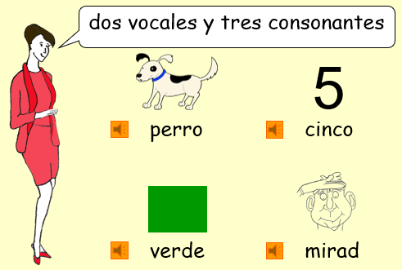 dos vocales y tres consonantes
perro
5
cinco
verde
mirad